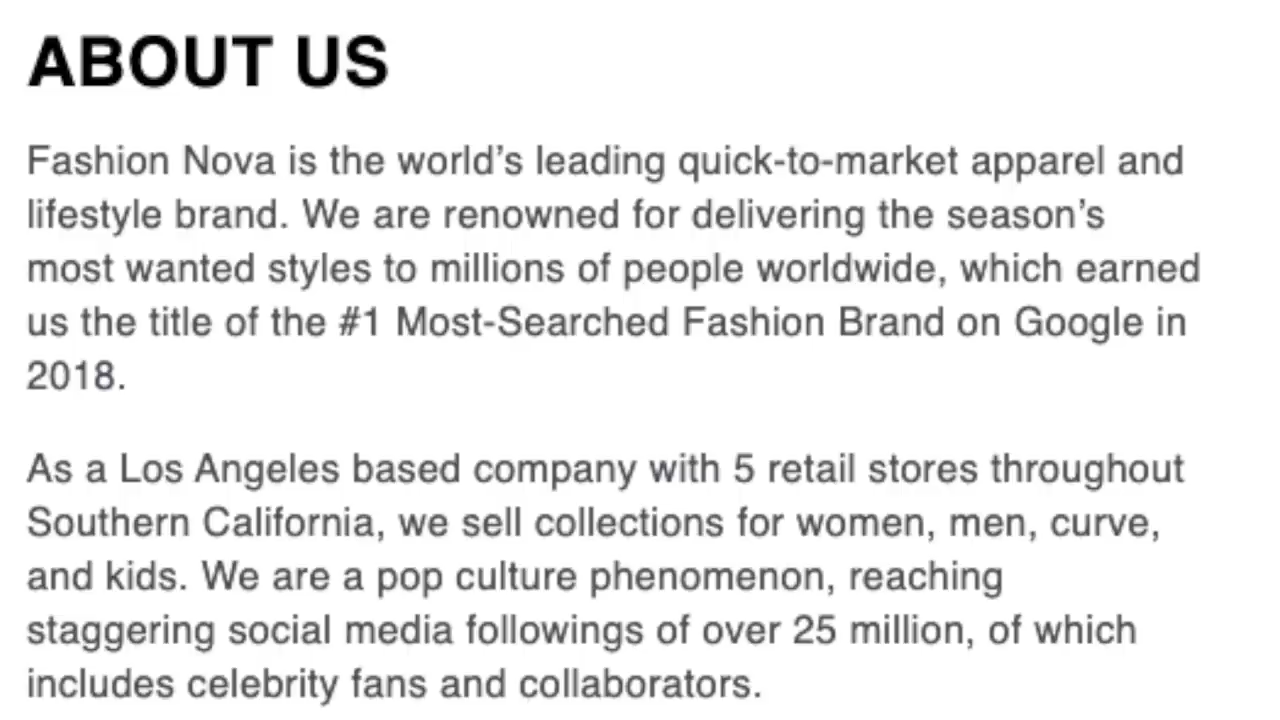 ABOUT US
Fashion Nova is the world’s leading quick-to-market apparel and
lifestyle brand. We are renowned for delivering the season’s
most wanted styles to millions of people worldwide, which earned
us the title of the #1 Most-Searched Fashion Brand on Google in
2018.
As a Los Angeles based company with 5 retail stores throughout
Southern California, we sell collections for women, men, curve,
and kids. We are a pop culture phenomenon, reaching
staggering social media followings of over 25 million, of which
includes celebrity fans and collaborators.